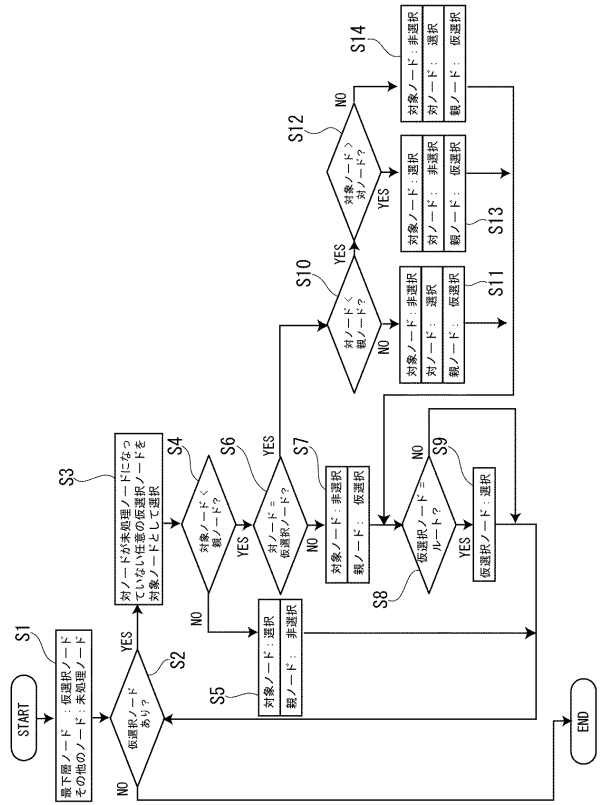 START
S1
最下層ノード : 仮選択ノード
その他のノード : 未処理ノード
S2
仮選択ノード
あり?
YES
NO
S3
対ノードが未処理ノードになっ
ていない任意の仮選択ノードを
対象ノードとして選択
S4
対象ノード<
親ノード?
NO
YES
S5
対象ノード : 選択
親ノード : 非選択
S6
対ノード =
仮選択ノード?
YES
NO
S7
対象ノード : 非選択
親ノード : 仮選択
S8
仮選択ノード =
ルート?
NO
YES
S9
仮選択ノード : 選択
S10
対ノード<
親ノード?
YES
NO
S11
対象ノード : 非選択
対ノード : 選択
親ノード : 仮選択
S12
対象ノード>
対ノード?
NO
YES
S13
対象ノード : 選択
対ノード : 非選択
親ノード : 仮選択
S14
対象ノード : 非選択
対ノード : 選択
親ノード : 仮選択
END